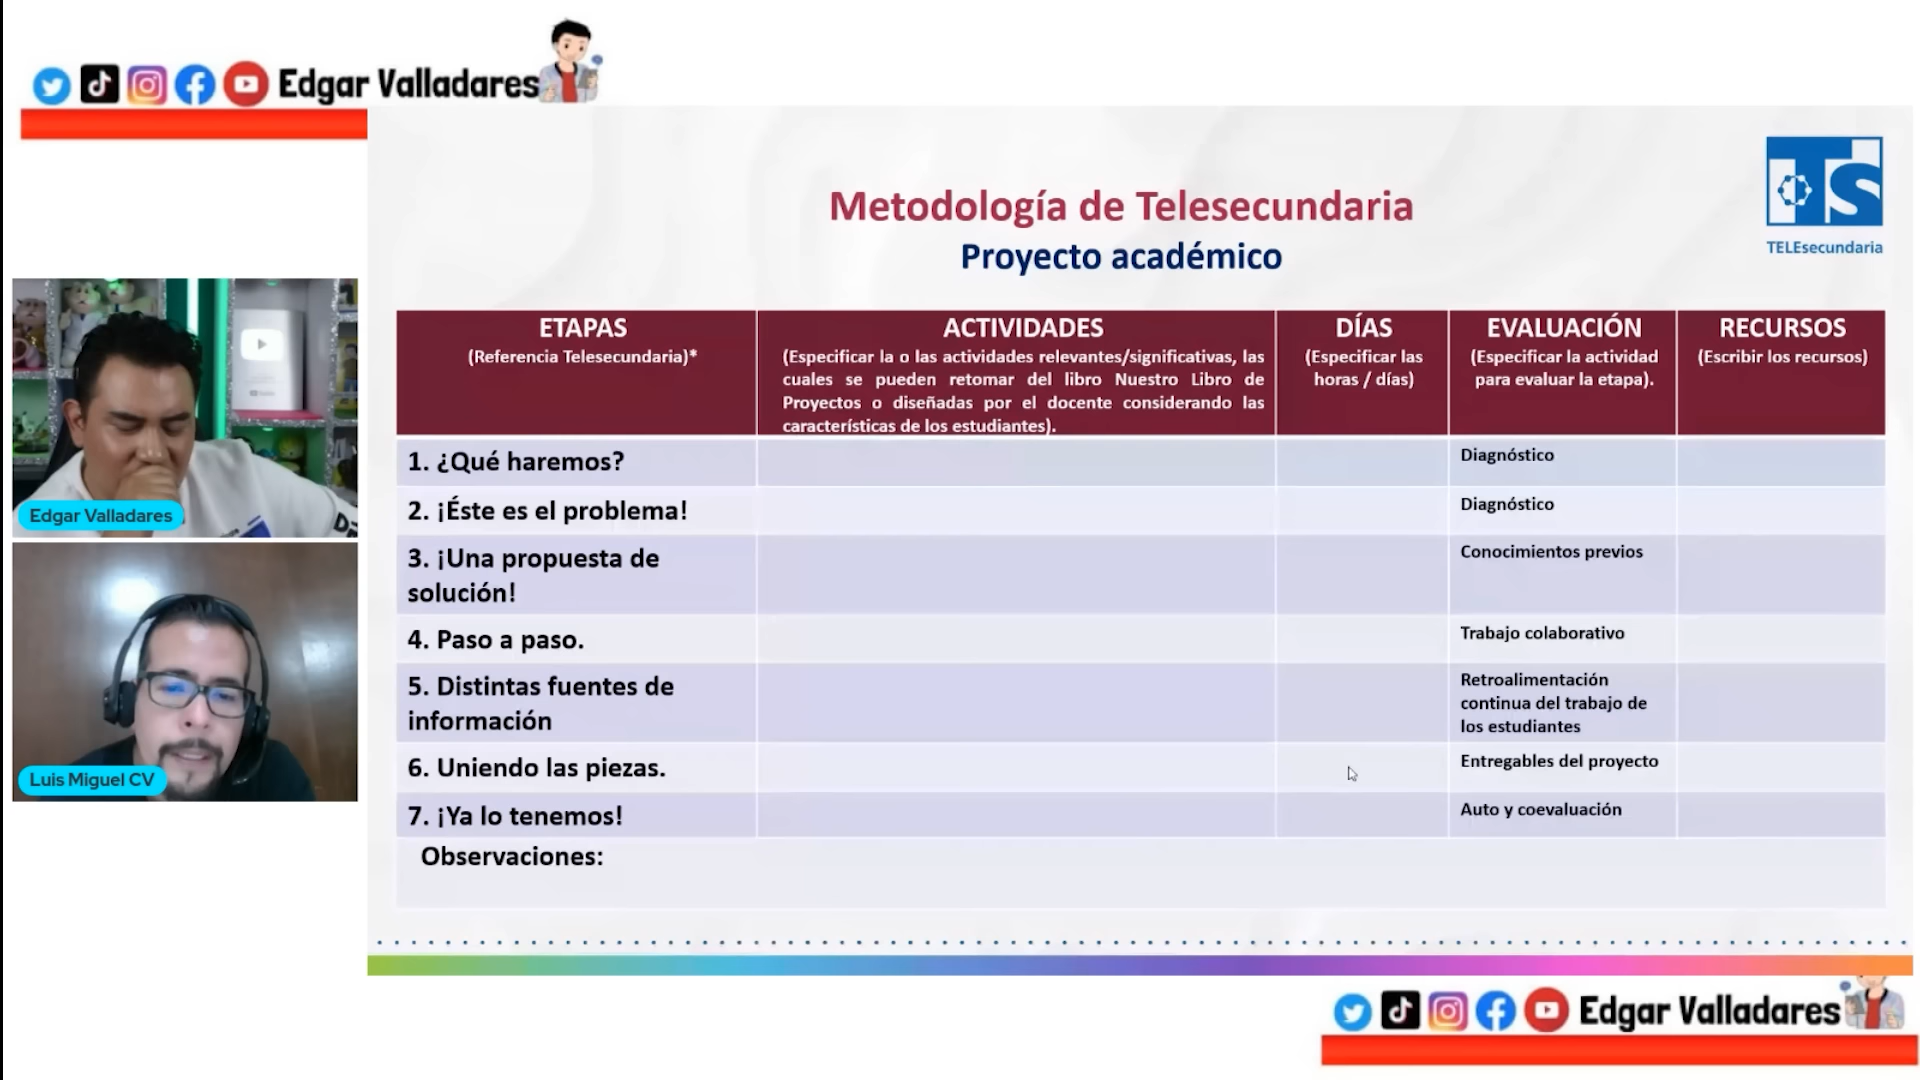 Edgar Valladares
TS
TELEsecundaria
Metodología de Telesecundaria
Proyecto académico
ETAPAS
(Referencia Telesecundaria)*
ACTIVIDADES
(Especificar la o las actividades relevantes/significativas, las
cuales se pueden retomar del libro Nuestro Libro de
Proyectos o diseñadas por el docente considerando las
características de los estudiantes).
DÍAS
(Especificar las
horas / días)
EVALUACIÓN
(Especificar la actividad
para evaluar la etapa).
RECURSOS
(Escribir los recursos)
1. ¿Qué haremos?
Diagnóstico
2. ¡Éste es el problema!
Diagnóstico
3. ¡Una propuesta de
solución!
Conocimientos previos
4. Paso a paso.
Trabajo colaborativo
5. Distintas fuentes de
información
Retroalimentación
continua del trabajo de
los estudiantes
6. Uniendo las piezas.
Entregables del proyecto
7. ¡Ya lo tenemos!
Auto y coevaluación
Observaciones:
Edgar Valladares
Luis Miguel CV
Edgar Valladares